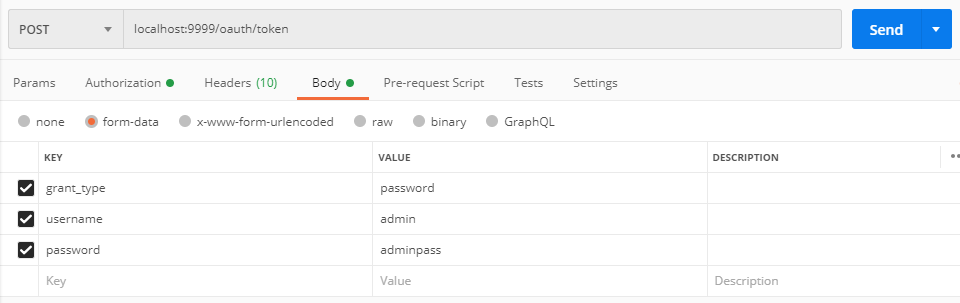 POST localhost:9999/oauth/token Send
Params Authorization Headers (10) Body Pre-request Script Tests Settings
none form-data x-www-form-urlencoded raw binary GraphQL
KEY VALUE DESCRIPTION
grant_type password
username admin
password adminpass
Key Value Description